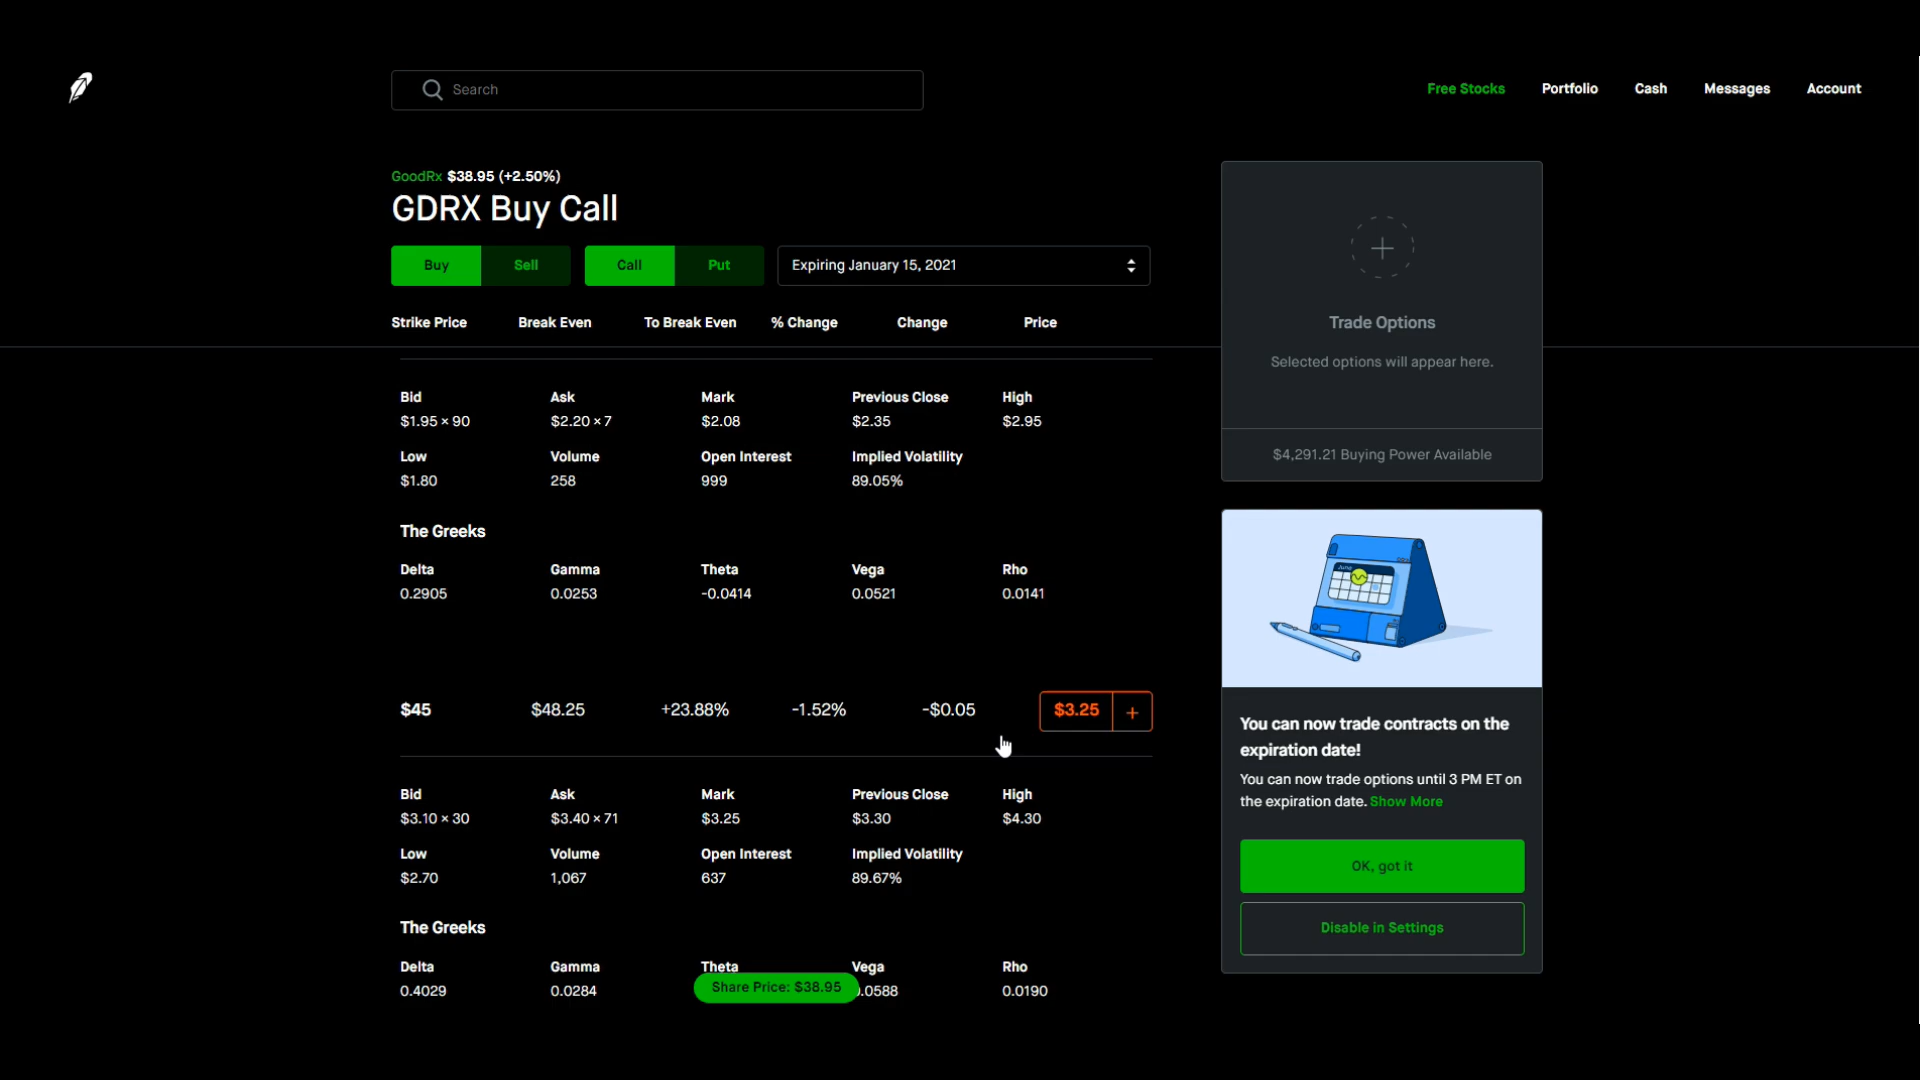 Search
Free Stocks Portfolio Cash Messages Account
GoodRx $38.95 (+2.50%)
GDRX Buy Call
Buy Sell Call Put Expiring January 15, 2021
Strike Price Break Even To Break Even % Change Change Price
Bid Ask Mark Previous Close High
$1.95 × 90 $2.20 × 7 $2.08 $2.35 $2.95
Low Volume Open Interest Implied Volatility
$1.80 258 999 89.05%
The Greeks
Delta Gamma Theta Vega Rho
0.2905 0.0253 -0.0414 0.0521 0.0141
$45 $48.25 +23.88% -1.52% -$0.05 $3.25 +
Bid Ask Mark Previous Close High
$3.10 × 30 $3.40 × 71 $3.25 $3.30 $4.30
Low Volume Open Interest Implied Volatility
$2.70 1,067 637 89.67%
The Greeks
Delta Gamma Theta Vega Rho
0.4029 0.0284 .0588 0.0190
Share Price: $38.95
Trade Options
Selected options will appear here.
$4,291.21 Buying Power Available
June
You can now trade contracts on the
expiration date!
You can now trade options until 3 PM ET on
the expiration date. Show More
OK, got it
Disable in Settings